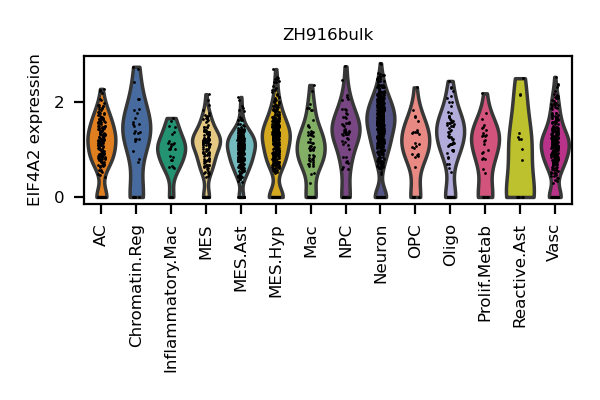 ZH916bulk
EIF4A2 expression
2
0
AC
Chromatin.Reg
Inflammatory.Mac
MES
MES.Ast
MES.Hyp
Mac
NPC
Neuron
OPC
Oligo
Prolif.Metab
Reactive.Ast
Vasc